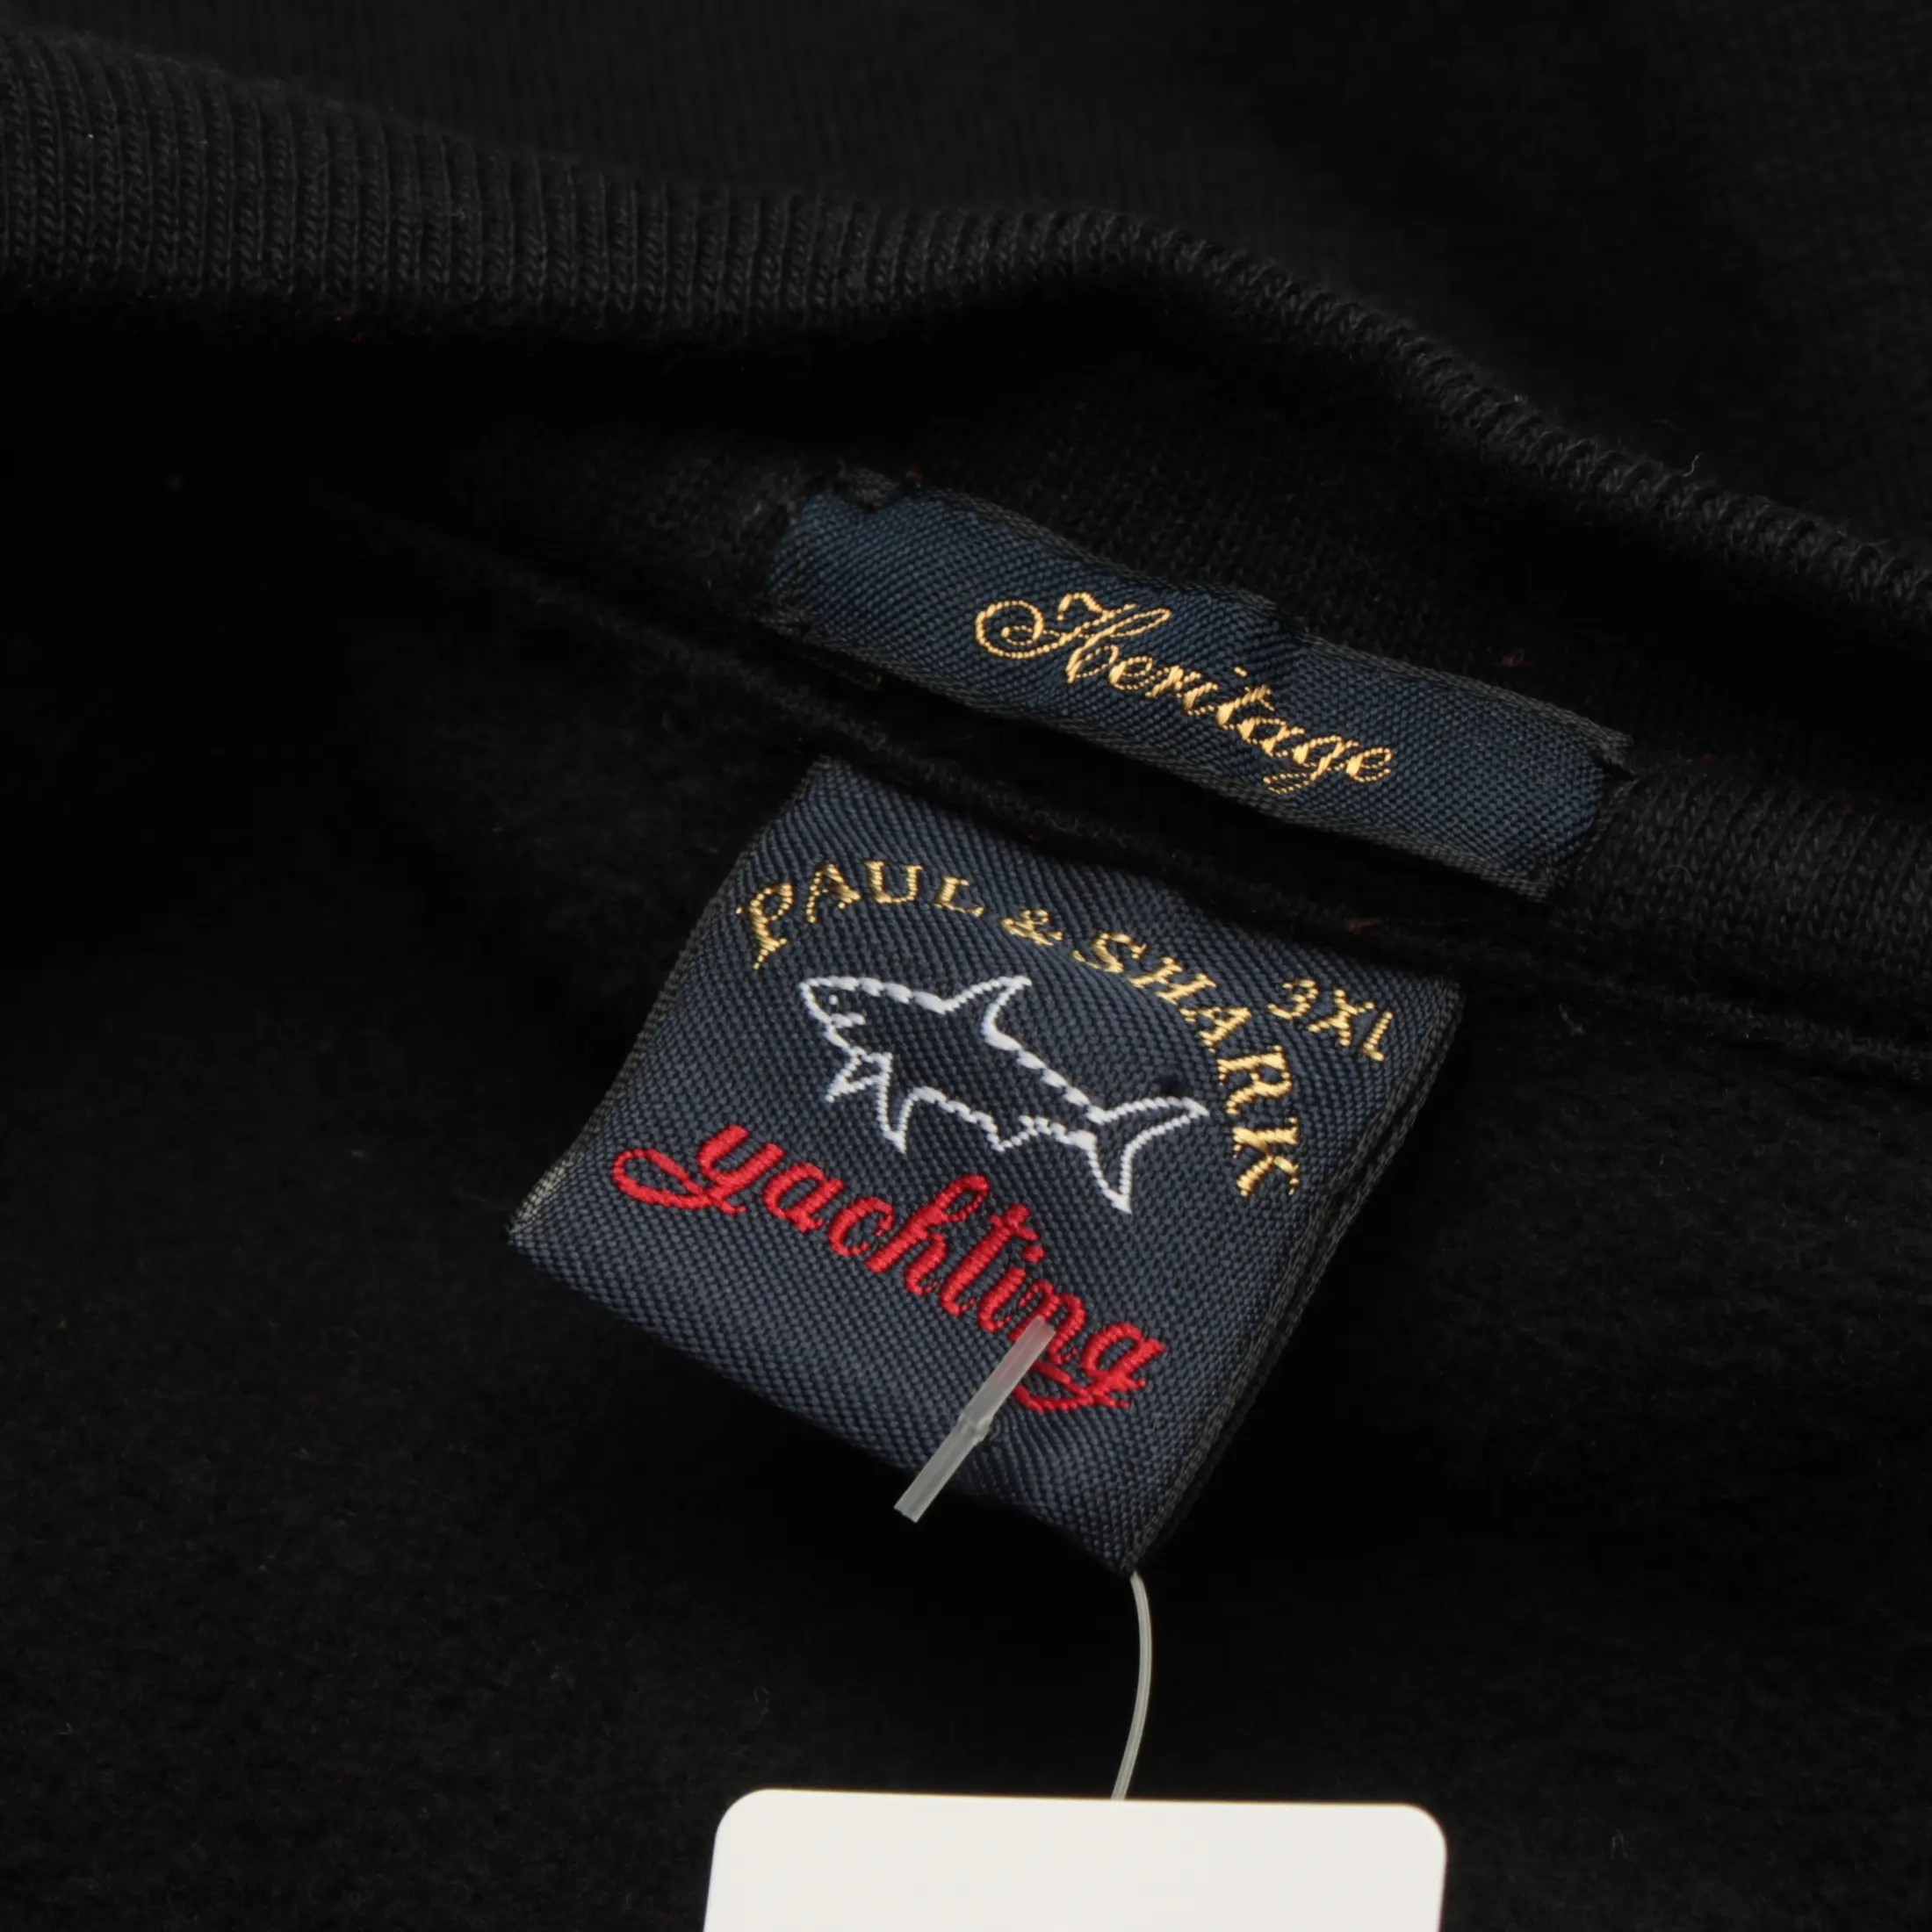 Heritage
PAUL & SHARK
3XL
yachting